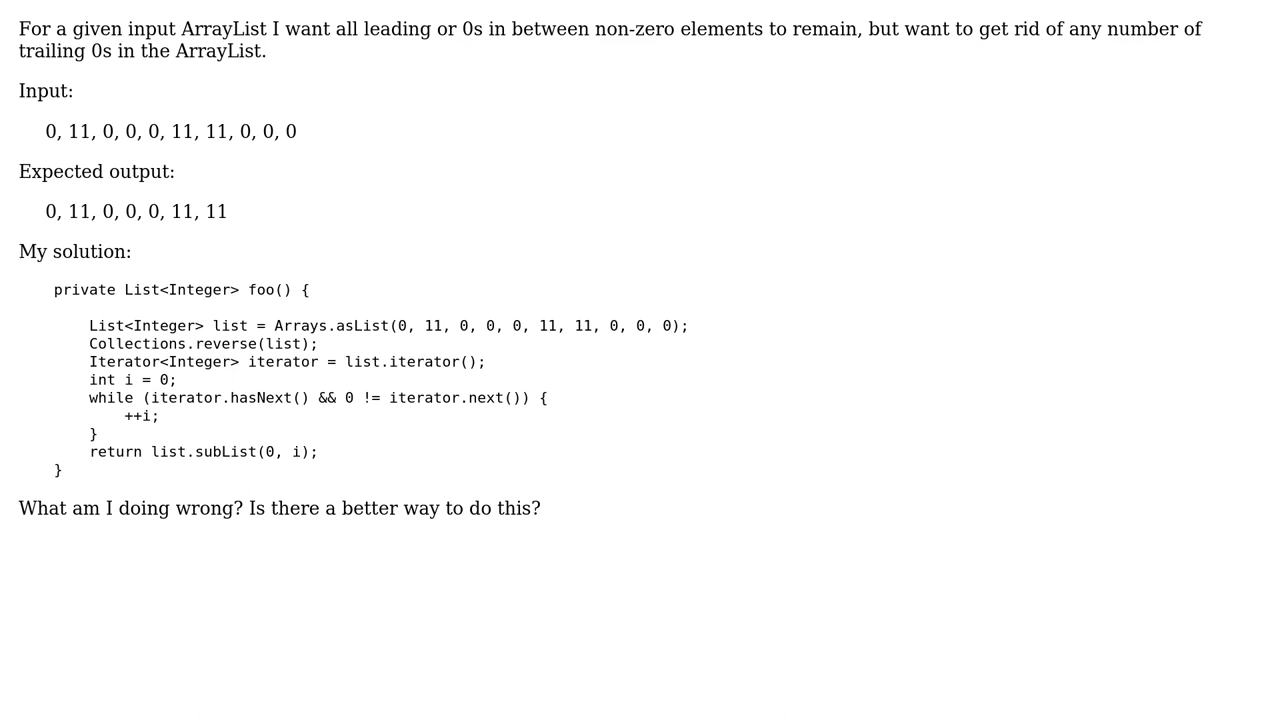 For a given input ArrayList I want all leading or 0s in between non-zero elements to remain, but want to get rid of any number of
trailing 0s in the ArrayList.
Input:
0, 11, 0, 0, 0, 11, 11, 0, 0, 0
Expected output:
0, 11, 0, 0, 0, 11, 11
My solution:
private List<Integer> foo() {
List<Integer> list = Arrays.asList(0, 11, 0, 0, 0, 11, 11, 0, 0, 0);
Collections.reverse(list);
Iterator<Integer> iterator = list.iterator();
int i = 0;
while (iterator.hasNext() && 0 != iterator.next()) {
++i;
}
return list.subList(0, i);
}
What am I doing wrong? Is there a better way to do this?